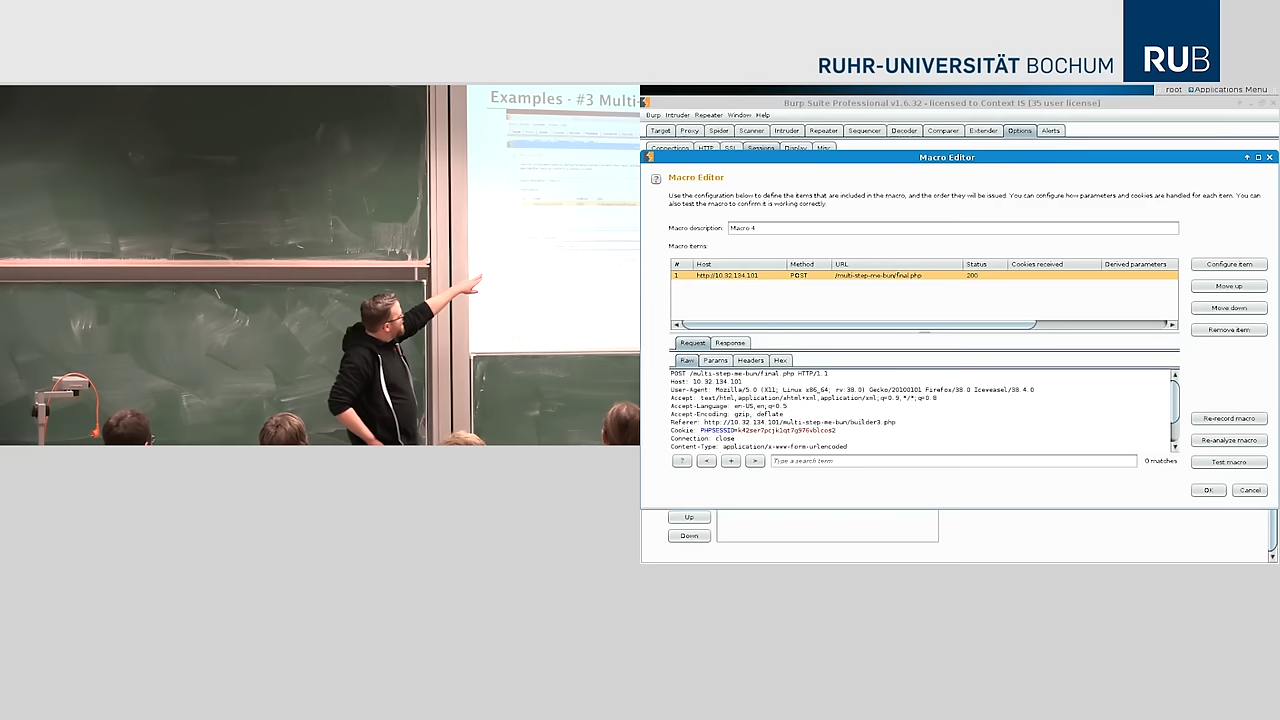 RUHR-UNIVERSITÄT BOCHUM
RUB
root Applications Menu
Examples - #3 Multi-
Burp Suite Professional v1.6.32 - licensed to Context IS [35 user license]
Burp Intruder Repeater Window Help
Target Proxy Spider Scanner Intruder Repeater Sequencer Decoder Comparer Extender Options Alerts
Connections HTTP SSL Sessions Display Misc
Macro Editor
? Macro Editor
Use the configuration below to define the items that are included in the macro, and the order they will be issued. You can configure how parameters and cookies are handled for each item. You can
also test the macro to confirm it is working correctly.
Macro description: Macro 4
Macro items:
# Host Method URL Status Cookies received Derived parameters
1 http://10.32.134.101 POST /multi-step-me-bun/final.php 200
Configure item
Move up
Move down
Remove item
Request Response
Raw Params Headers Hex
POST /multi-step-me-bun/final.php HTTP/1.1
Host: 10.32.134.101
User-Agent: Mozilla/5.0 (X11; Linux x86_64; rv:38.0) Gecko/20100101 Firefox/38.0 Iceweasel/38.4.0
Accept: text/html,application/xhtml+xml,application/xml;q=0.9,*/*;q=0.8
Accept-Language: en-US,en;q=0.5
Accept-Encoding: gzip, deflate
Referer: http://10.32.134.101/multi-step-me-bun/builder3.php
Cookie: PHPSESSID=k42ser7pcjk1qt7g976vblcos2
Connection: close
Content-Type: application/x-www-form-urlencoded
Re-record macro
Re-analyze macro
Test macro
? < + > Type a search term 0 matches
OK Cancel
Up
Down